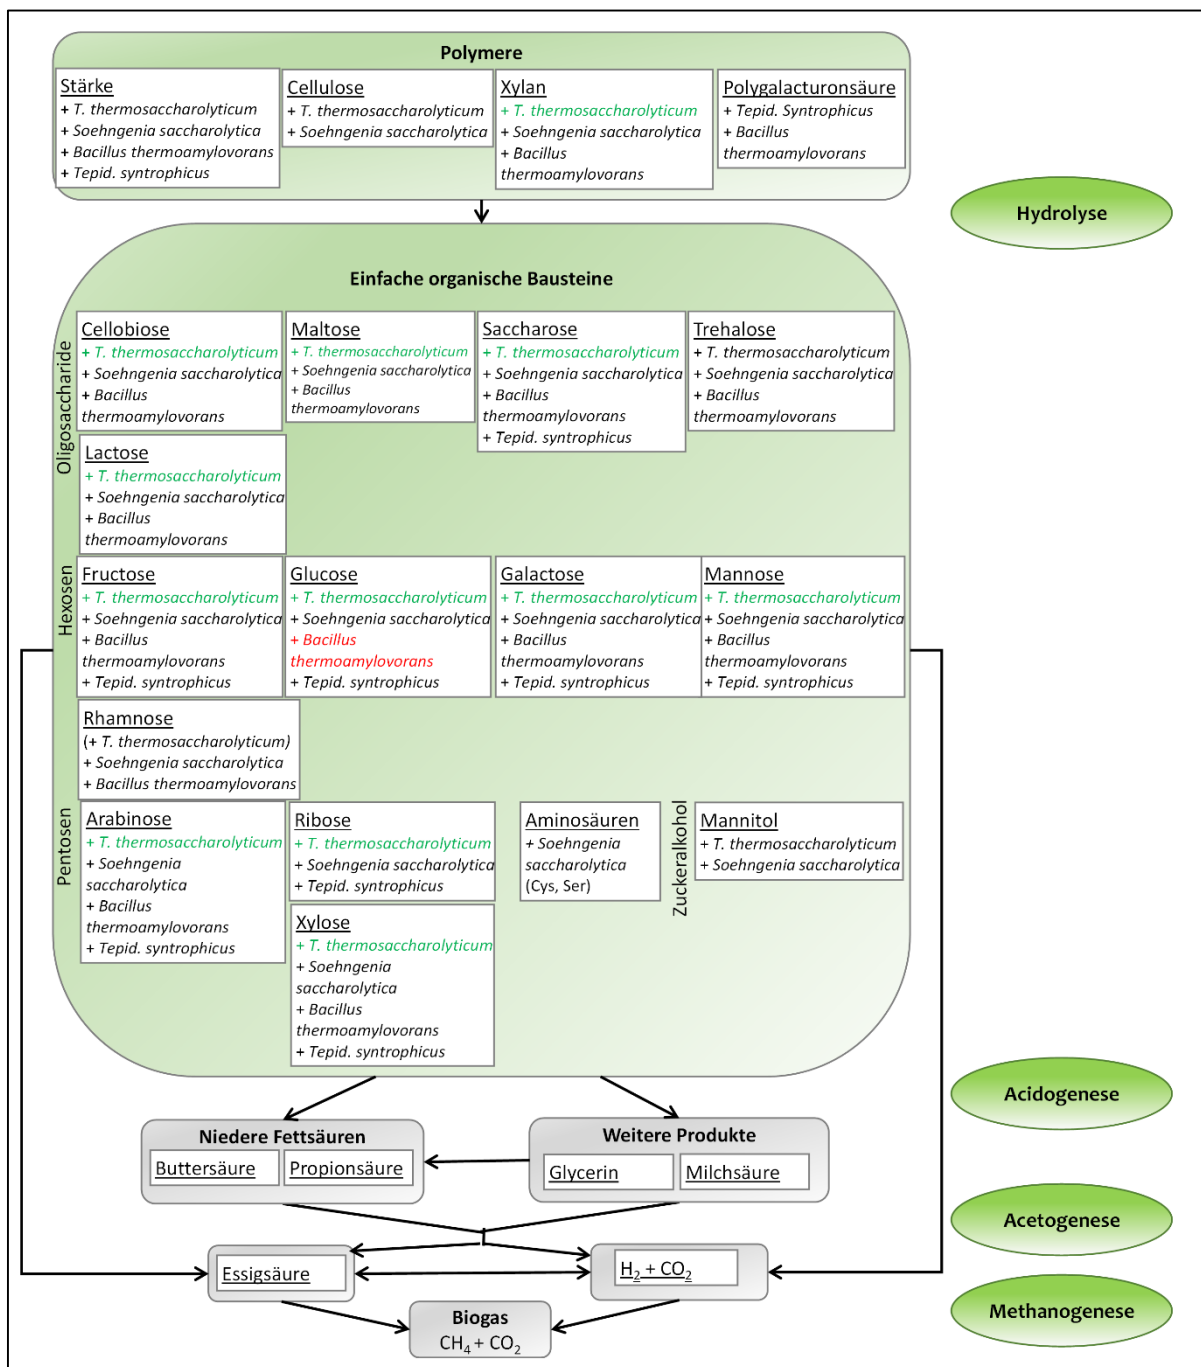 Polymere
Stärke
+ T. thermosaccharolyticum
+ Soehngenia saccharolytica
+ Bacillus thermoamylovorans
+ Tepid. syntrophicus
Cellulose
+ T. thermosaccharolyticum
+ Soehngenia saccharolytica
Xylan
+ T. thermosaccharolyticum
+ Soehngenia saccharolytica
+ Bacillus
thermoamylovorans
Polygalacturonsäure
+ Tepid. Syntrophicus
+ Bacillus
thermoamylovorans
Hydrolyse
Einfache organische Bausteine
Oligosaccharide
Cellobiose
+ T. thermosaccharolyticum
+ Soehngenia saccharolytica
+ Bacillus
thermoamylovorans
Maltose
+ T. thermosaccharolyticum
+ Soehngenia saccharolytica
+ Bacillus
thermoamylovorans
Saccharose
+ T. thermosaccharolyticum
+ Soehngenia saccharolytica
+ Bacillus
thermoamylovorans
+ Tepid. syntrophicus
Trehalose
+ T. thermosaccharolyticum
+ Soehngenia saccharolytica
+ Bacillus
thermoamylovorans
Lactose
+ T. thermosaccharolyticum
+ Soehngenia saccharolytica
+ Bacillus
thermoamylovorans
Hexosen
Fructose
+ T. thermosaccharolyticum
+ Soehngenia saccharolytica
+ Bacillus
thermoamylovorans
+ Tepid. syntrophicus
Glucose
+ T. thermosaccharolyticum
+ Soehngenia saccharolytica
+ Bacillus
thermoamylovorans
+ Tepid. syntrophicus
Galactose
+ T. thermosaccharolyticum
+ Soehngenia saccharolytica
+ Bacillus
thermoamylovorans
+ Tepid. syntrophicus
Mannose
+ T. thermosaccharolyticum
+ Soehngenia saccharolytica
+ Bacillus
thermoamylovorans
+ Tepid. syntrophicus
Rhamnose
(+ T. thermosaccharolyticum)
+ Soehngenia saccharolytica
+ Bacillus thermoamylovorans
Pentosen
Arabinose
+ T. thermosaccharolyticum
+ Soehngenia
saccharolytica
+ Bacillus
thermoamylovorans
+ Tepid. syntrophicus
Ribose
+ T. thermosaccharolyticum
+ Soehngenia saccharolytica
+ Tepid. syntrophicus
Aminosäuren
+ Soehngenia
saccharolytica
(Cys, Ser)
Zuckeralkohol
Mannitol
+ T. thermosaccharolyticum
+ Soehngenia saccharolytica
Xylose
+ T. thermosaccharolyticum
+ Soehngenia
saccharolytica
+ Bacillus
thermoamylovorans
+ Tepid. syntrophicus
Acidogenese
Niedere Fettsäuren
Buttersäure
Propionsäure
Weitere Produkte
Glycerin
Milchsäure
Acetogenese
Essigsäure
H₂ + CO₂
Methanogenese
Biogas
CH₄ + CO₂